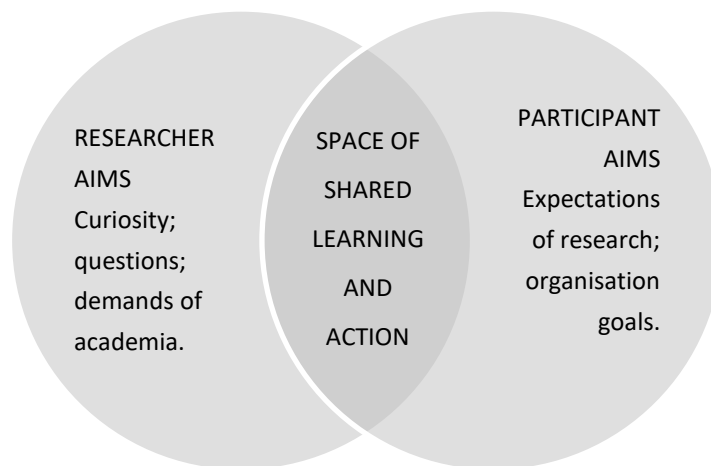 RESEARCHER
AIMS
Curiosity;
questions;
demands of
academia.
SPACE OF
SHARED
LEARNING
AND
ACTION
PARTICIPANT
AIMS
Expectations
of research;
organisation
goals.